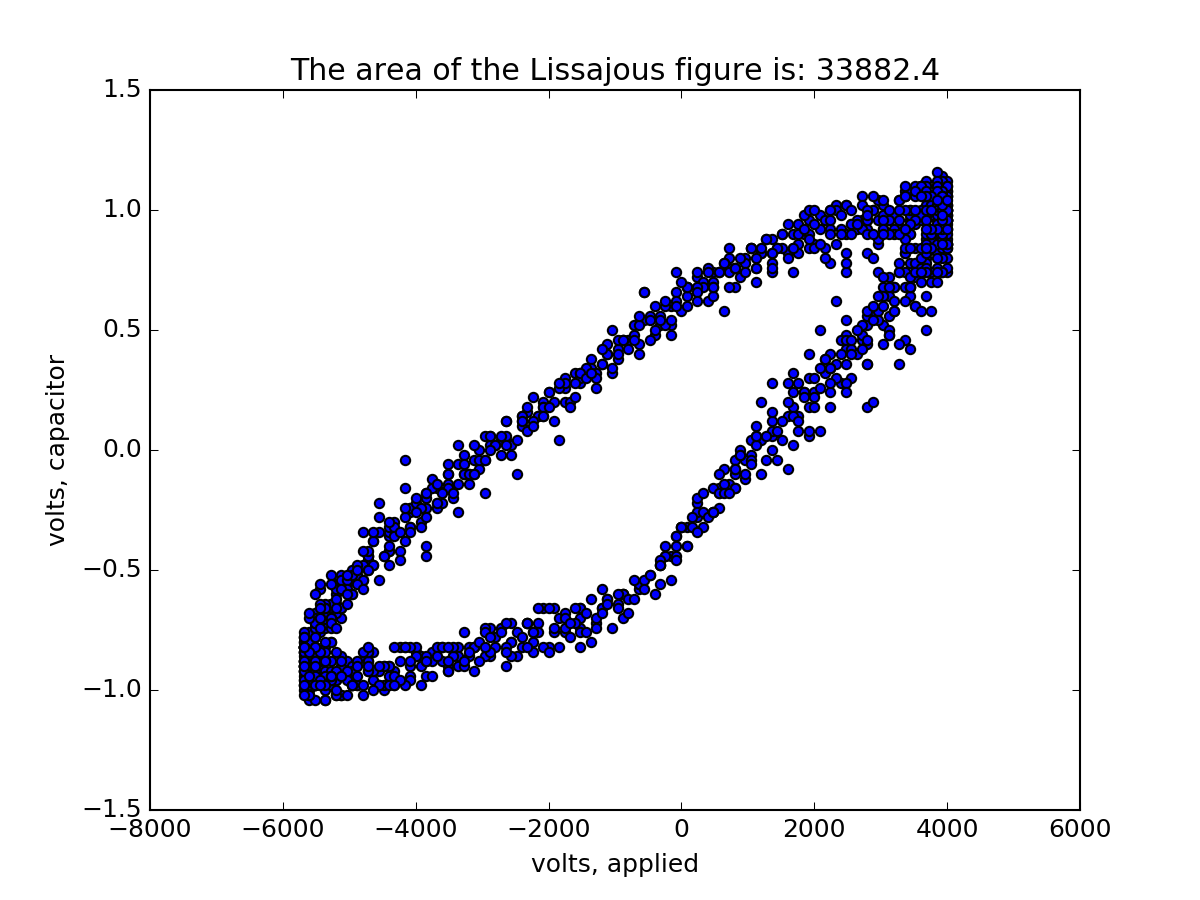 The area of the Lissajous figure is: 33882.4
1.5
1.0
0.5
0.0
−0.5
−1.0
−1.5
volts, capacitor
−8000 −6000 −4000 −2000 0 2000 4000 6000
volts, applied